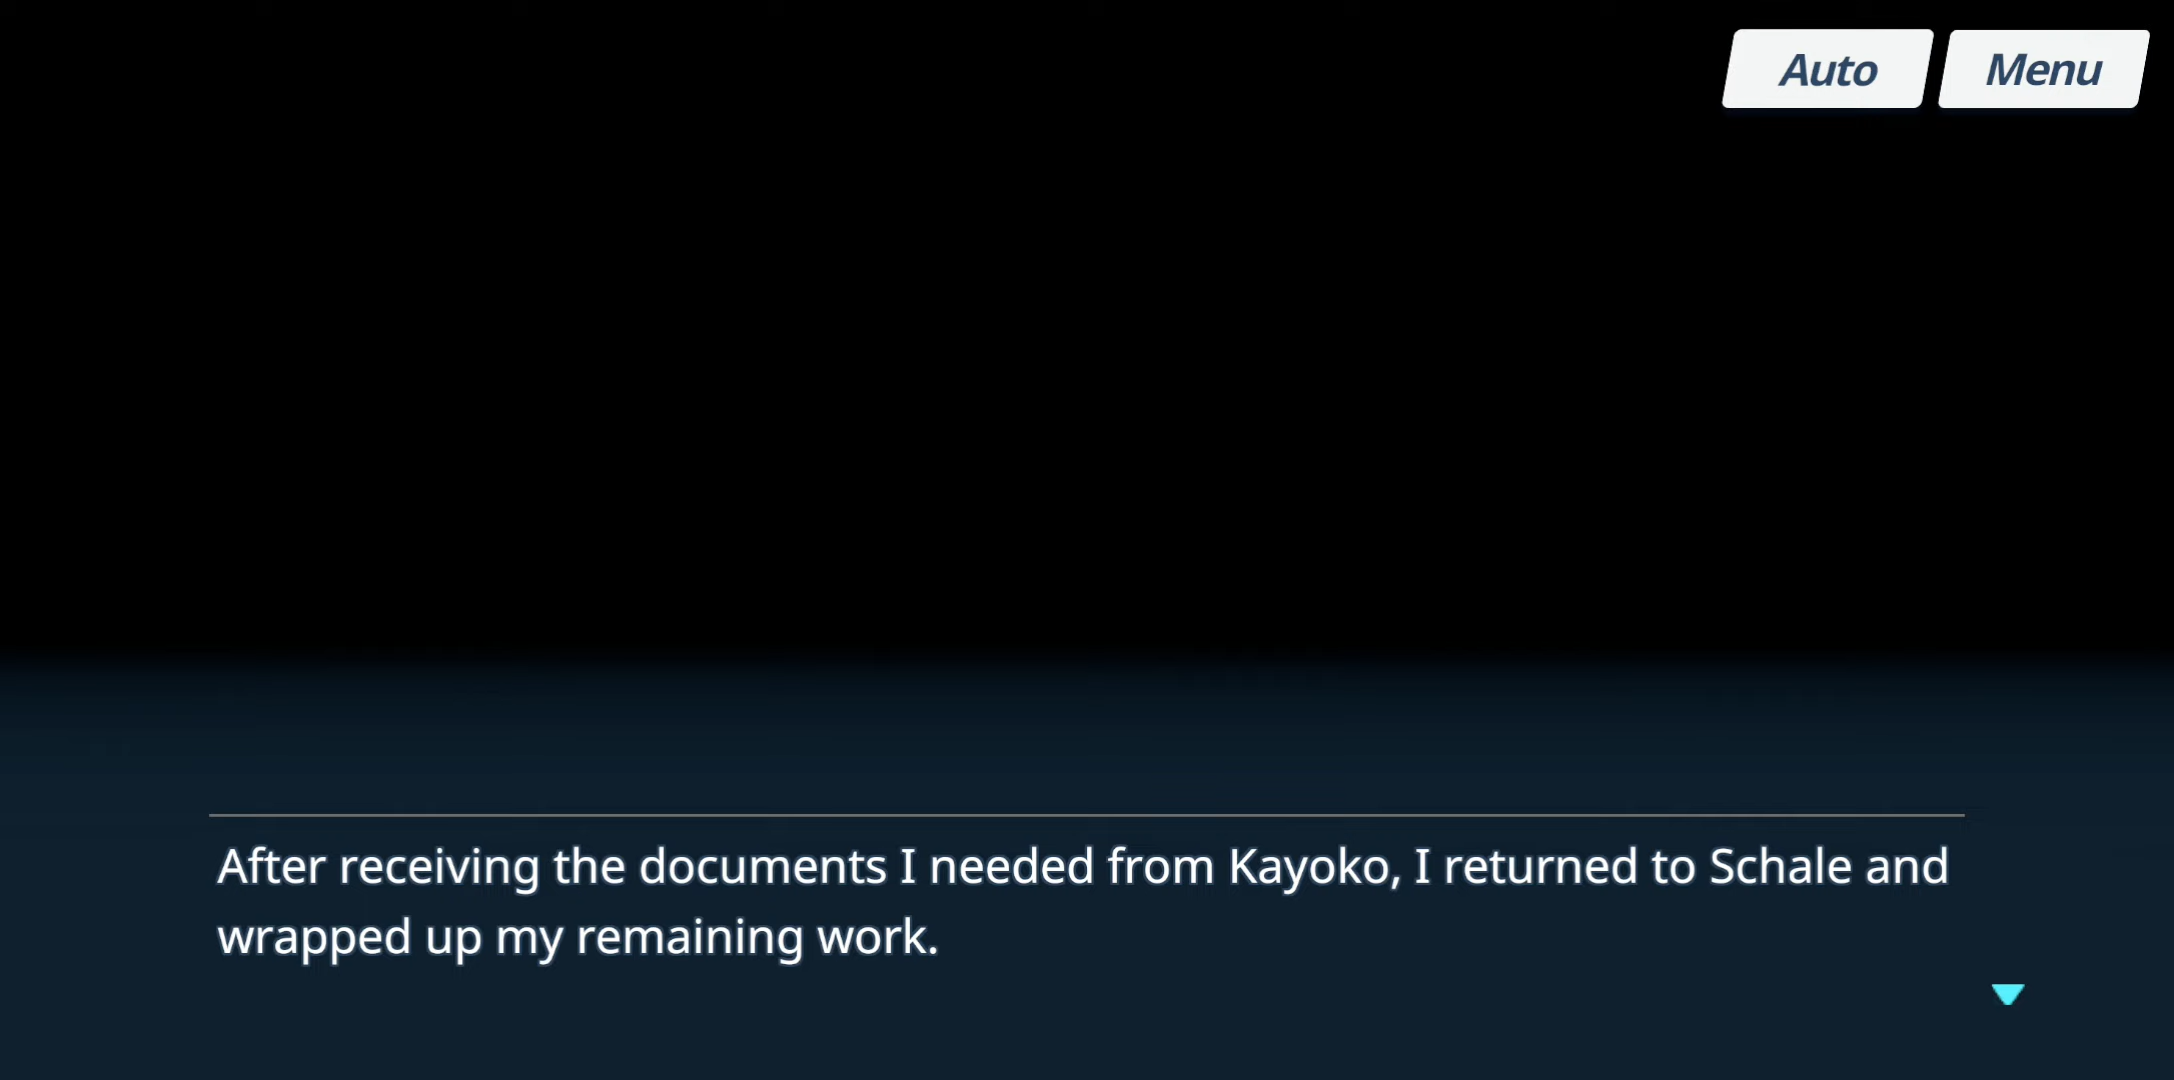 Auto Menu
After receiving the documents I needed from Kayoko, I returned to Schale and
wrapped up my remaining work.